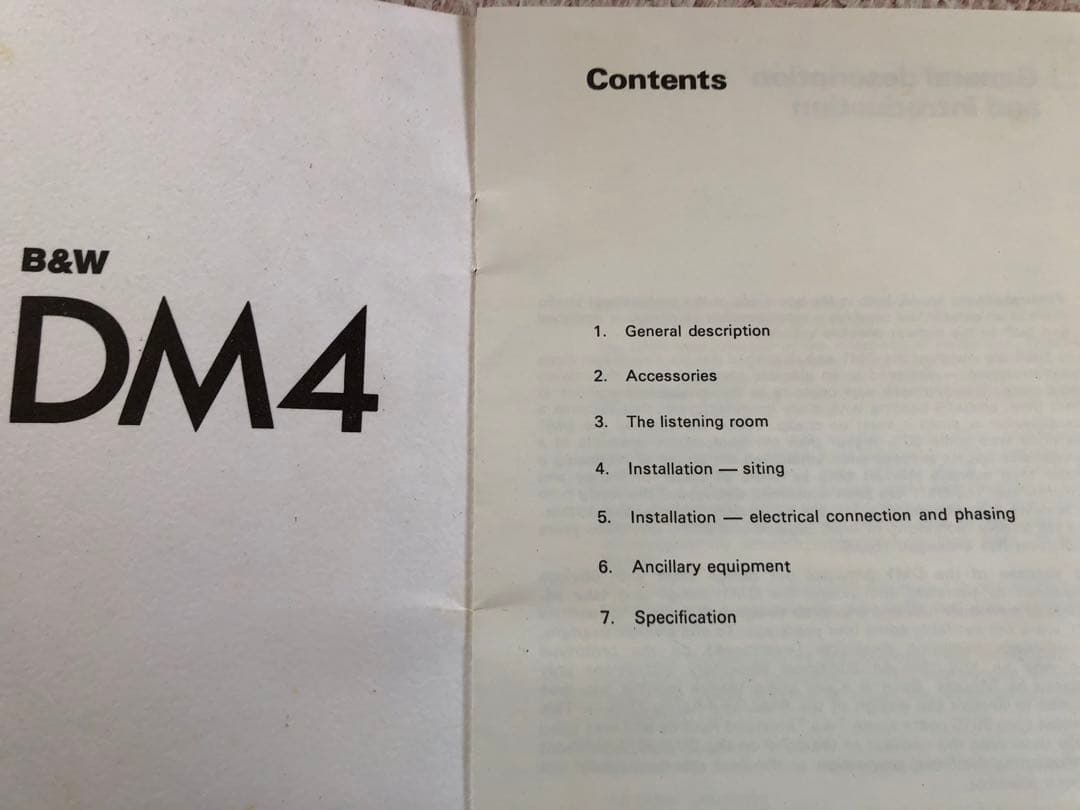 B&W
DM4
Contents
1. General description
2. Accessories
3. The listening room
4. Installation — siting
5. Installation — electrical connection and phasing
6. Ancillary equipment
7. Specification